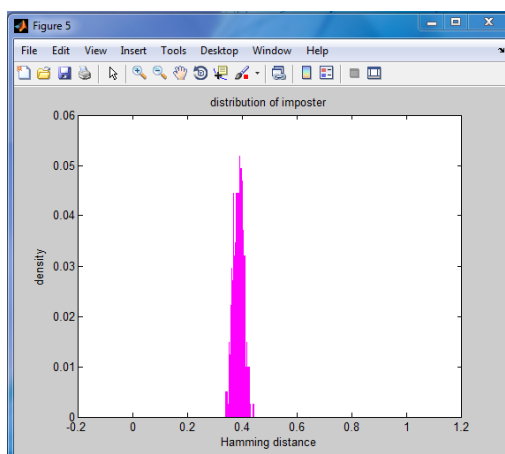 Figure 5
File Edit View Insert Tools Desktop Window Help
distribution of imposter
0.06
0.05
0.04
0.03
0.02
0.01
0
density
-0.2 0 0.2 0.4 0.6 0.8 1 1.2
Hamming distance